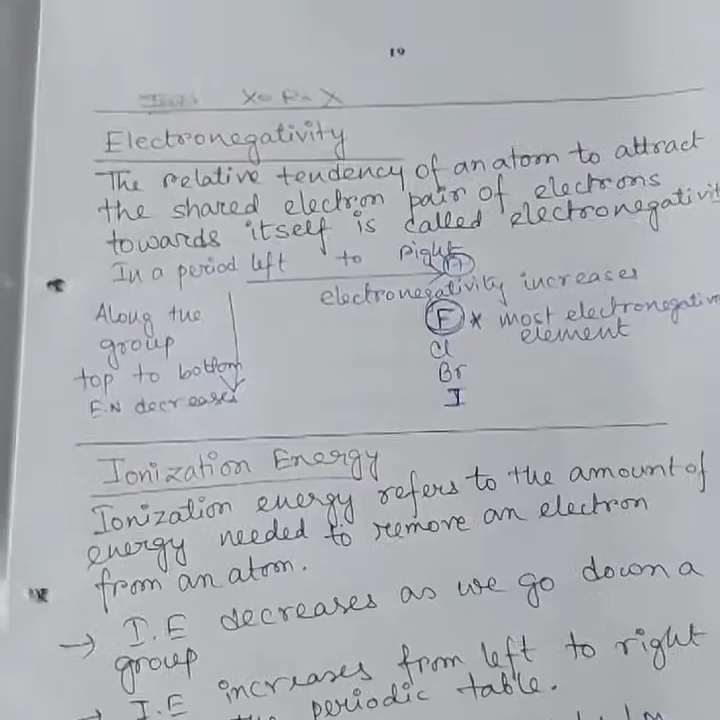 19
Electronegativity
The relative tendency of an atom to attract
the shared electron pair of electrons
towards itself is called electronegativit
In a period left to right
electronegativity increases
Along the
group
top to bottom
E.N decreases
F * most electronegative
element
Cl
Br
I
Ionization Energy
Ionization energy refers to the amount of
energy needed to remove an electron
from an atom.
→ I.E decreases as we go down a
group
→ I.E increases from left to right
the periodic table.